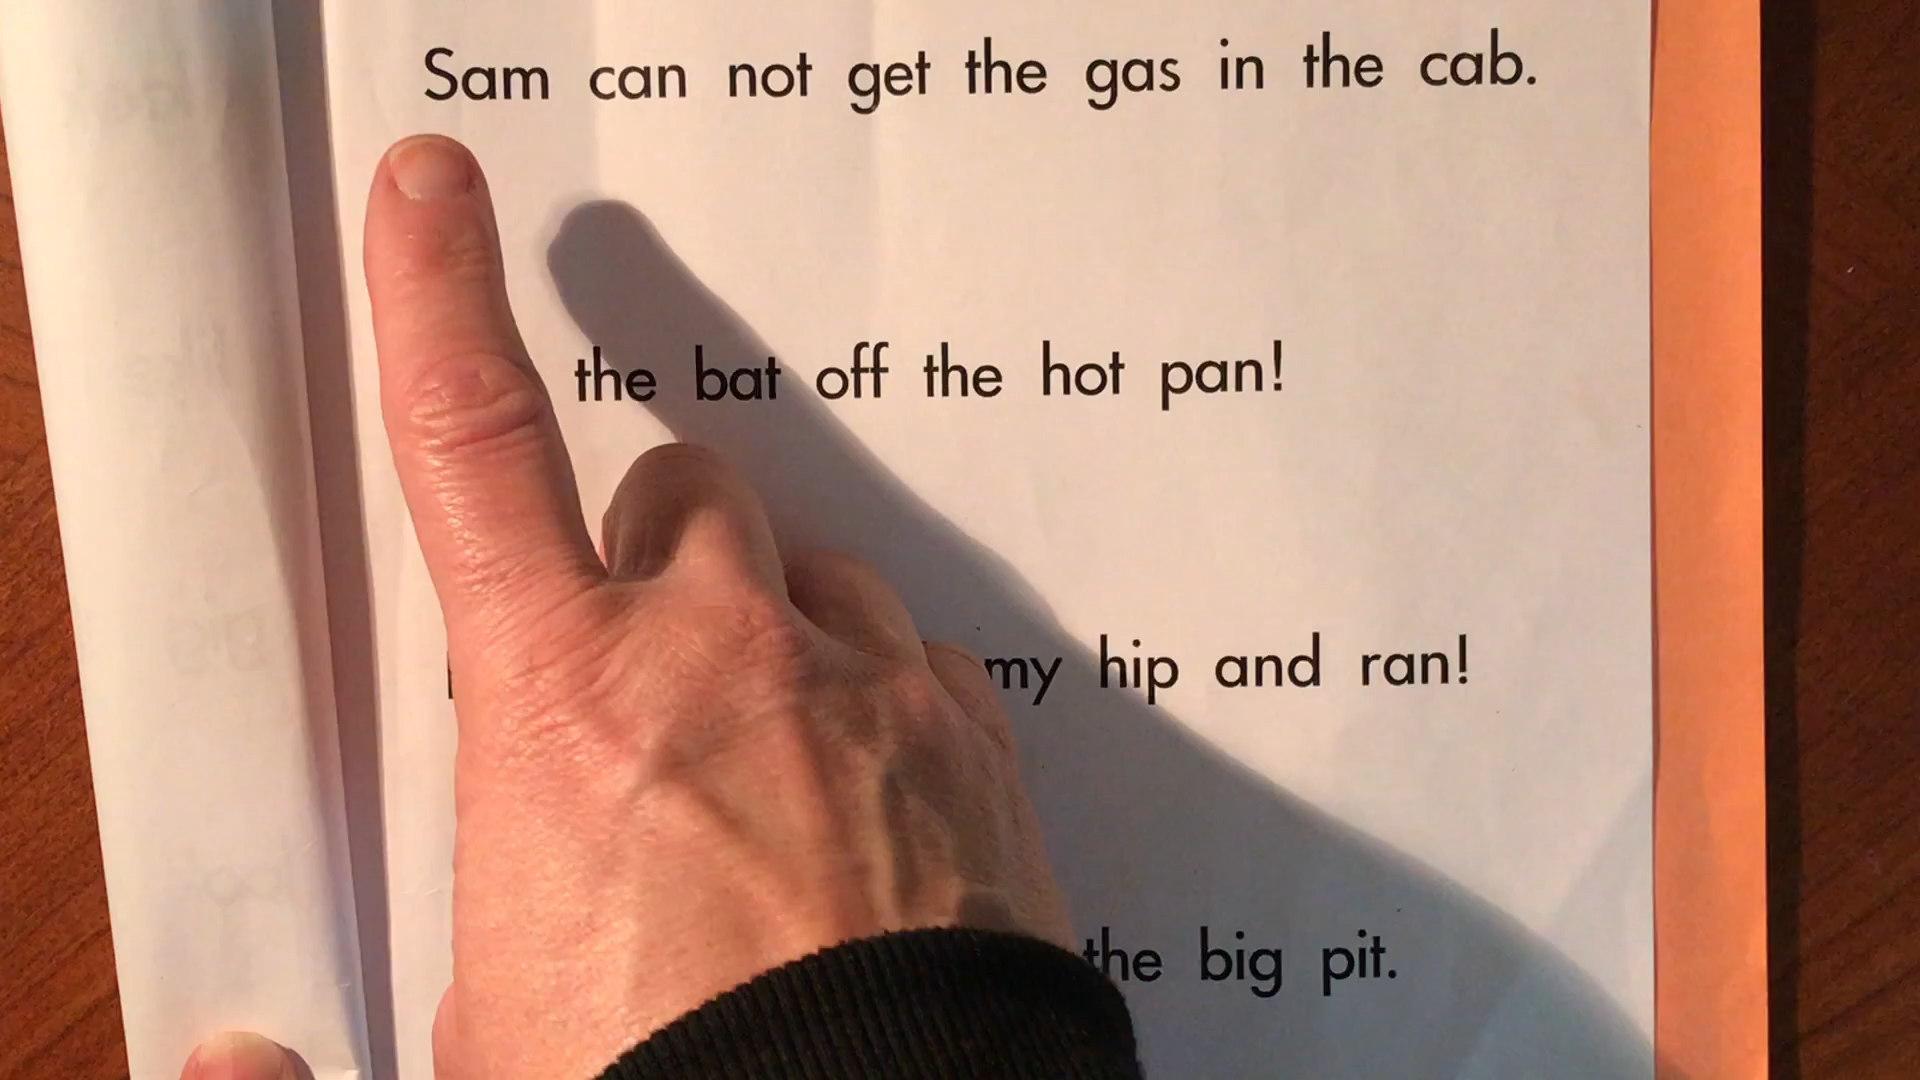 Sam can not get the gas in the cab.
the bat off the hot pan!
my hip and ran!
the big pit.